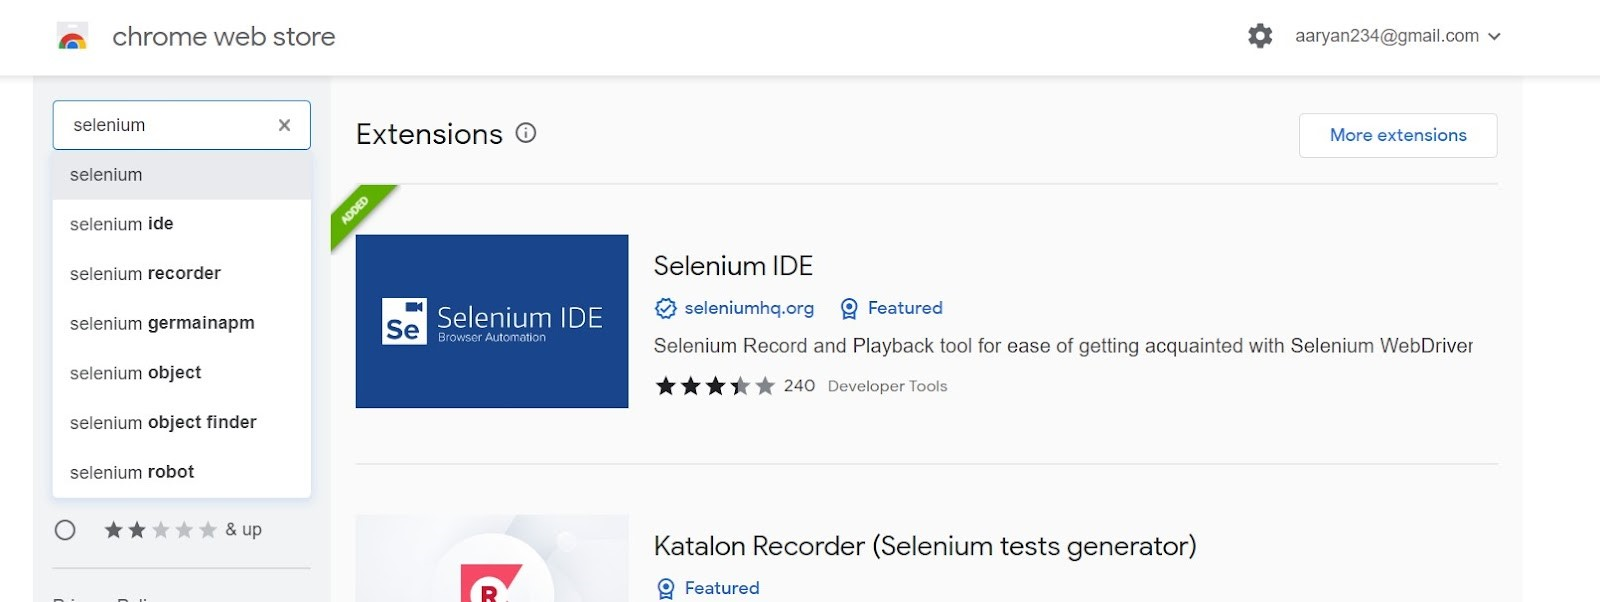 chrome web store
aaryan234@gmail.com
selenium
selenium
selenium ide
selenium recorder
selenium germainapm
selenium object
selenium object finder
selenium robot
& up
Extensions
More extensions
ADDED
Se Selenium IDE
Browser Automation
Selenium IDE
seleniumhq.org Featured
Selenium Record and Playback tool for ease of getting acquainted with Selenium WebDriver
240 Developer Tools
R
Katalon Recorder (Selenium tests generator)
Featured